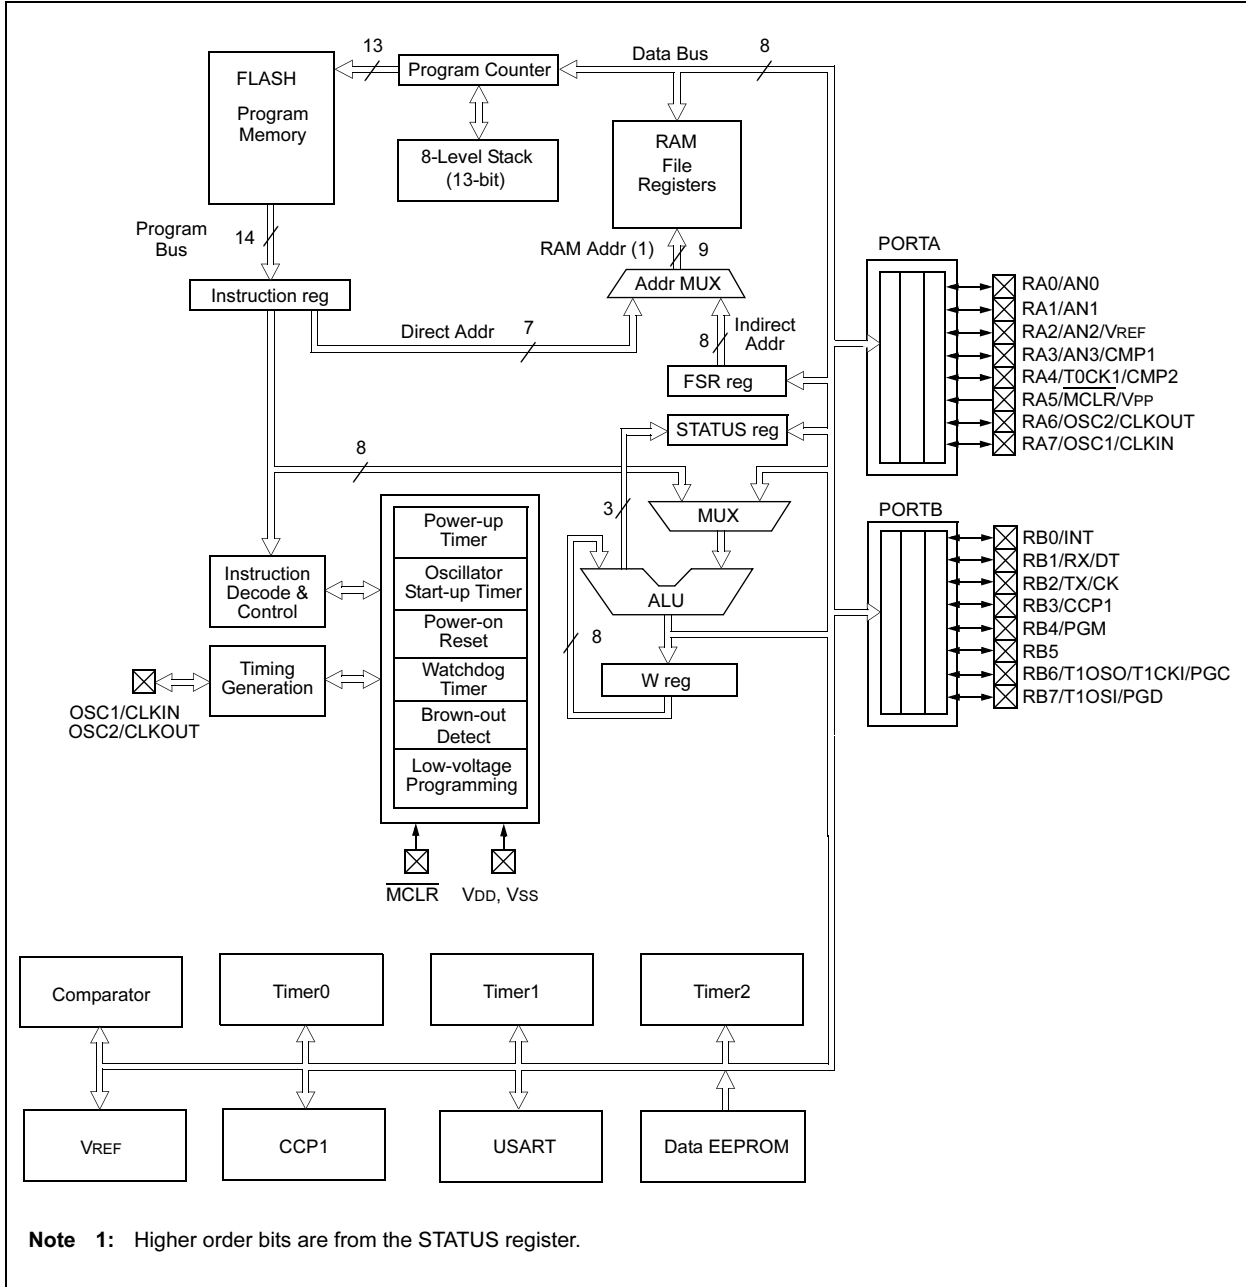 13
Data Bus
8
FLASH
Program
Memory
Program Counter
8-Level Stack
(13-bit)
RAM
File
Registers
Program
Bus
14
RAM Addr (1)
9
PORTA
Instruction reg
Addr MUX
Direct Addr
7
8
Indirect
Addr
FSR reg
STATUS reg
RA0/AN0
RA1/AN1
RA2/AN2/VREF
RA3/AN3/CMP1
RA4/T0CK1/CMP2
RA5/MCLR/VPP
RA6/OSC2/CLKOUT
RA7/OSC1/CLKIN
8
3
MUX
PORTB
Power-up
Timer
Oscillator
Start-up Timer
Power-on
Reset
Watchdog
Timer
Brown-out
Detect
Low-voltage
Programming
Instruction
Decode &
Control
Timing
Generation
OSC1/CLKIN
OSC2/CLKOUT
ALU
8
W reg
RB0/INT
RB1/RX/DT
RB2/TX/CK
RB3/CCP1
RB4/PGM
RB5
RB6/T1OSO/T1CKI/PGC
RB7/T1OSI/PGD
MCLR
VDD, VSS
Comparator
Timer0
Timer1
Timer2
VREF
CCP1
USART
Data EEPROM
Note 1: Higher order bits are from the STATUS register.